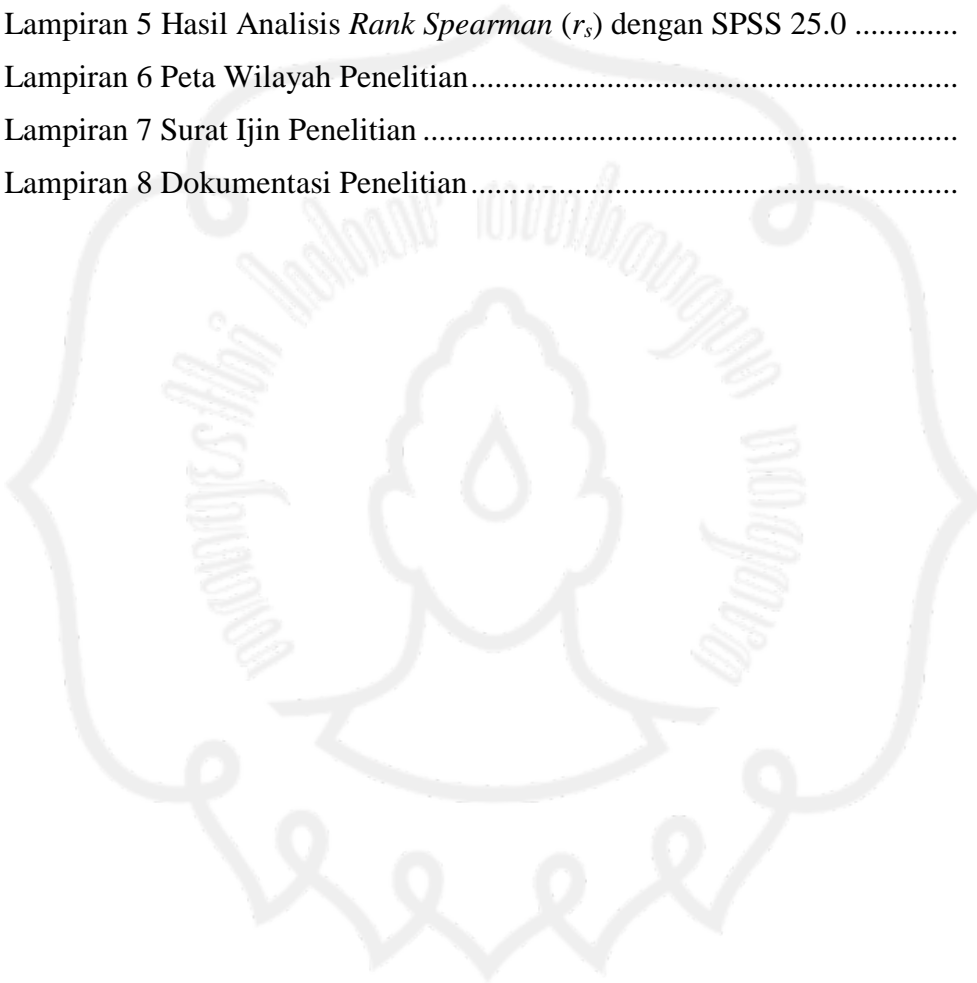 Lampiran 5 Hasil Analisis Rank Spearman (rs) dengan SPSS 25.0 .............
Lampiran 6 Peta Wilayah Penelitian.............................................................
Lampiran 7 Surat Ijin Penelitian ...................................................................
Lampiran 8 Dokumentasi Penelitian.............................................................